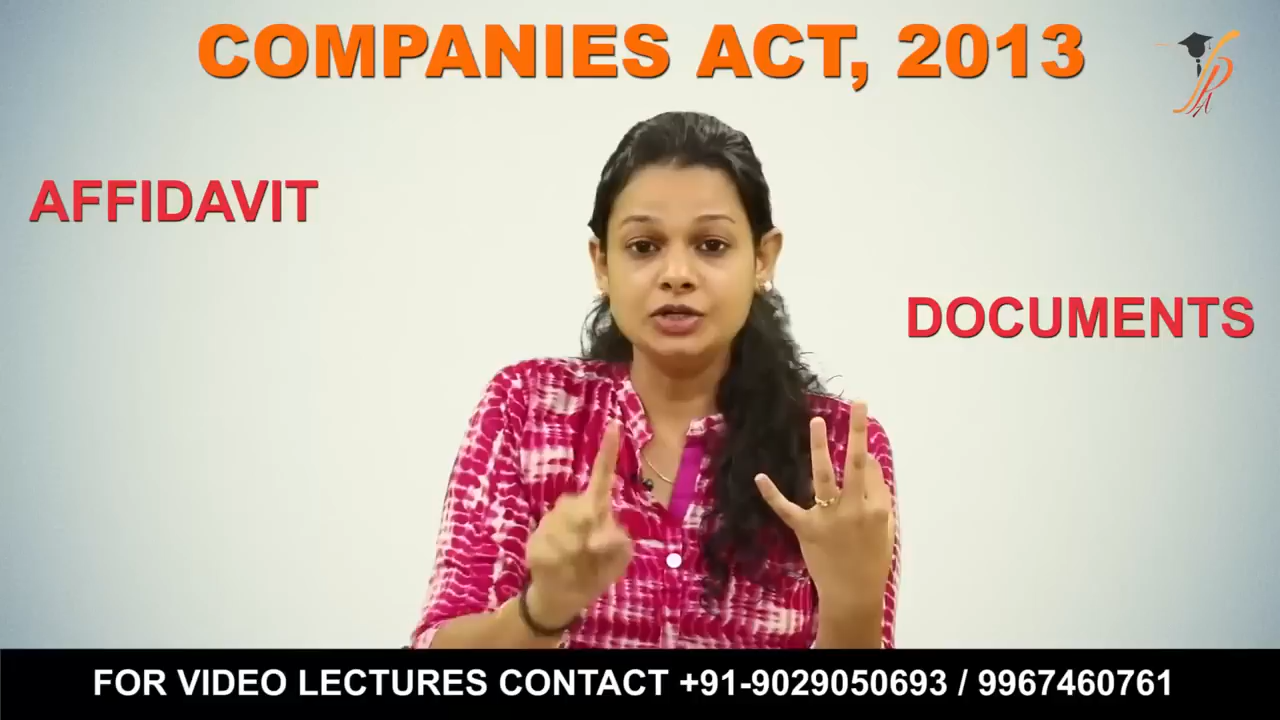 COMPANIES ACT, 2013
AFFIDAVIT
DOCUMENTS
FOR VIDEO LECTURES CONTACT +91-9029050693 / 9967460761